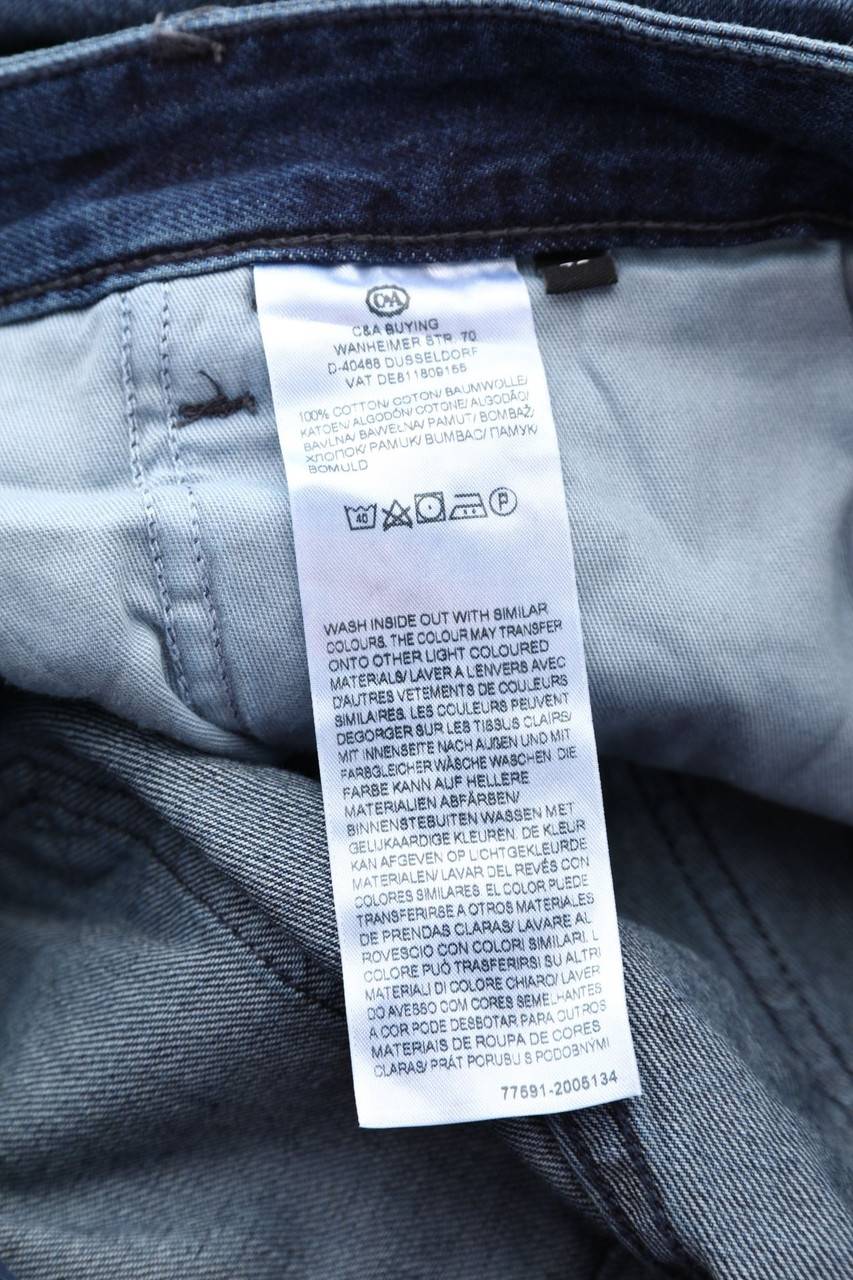 C&A
C&A BUYING
WANHEIMER STR. 70
D-40468 DUSSELDORF
VAT DE811809155
100% COTTON/ COTON/ BAUMWOLLE/
KATOEN/ ALGODÓN/ COTONE/ ALGODÃO/
BAVLNA/ BAWEŁNA/ PAMUT/ BOMBAŽ/
ХЛОПОК/ PAMUK/ BUMBAC/ ПАМУК/
BOMULD
40 P
WASH INSIDE OUT WITH SIMILAR
COLOURS. THE COLOUR MAY TRANSFER
ONTO OTHER LIGHT COLOURED
MATERIALS/ LAVER A L'ENVERS AVEC
D'AUTRES VETEMENTS DE COULEURS
SIMILAIRES. LES COULEURS PEUVENT
DEGORGER SUR LES TISSUS CLAIRS/
MIT INNENSEITE NACH AUßEN UND MIT
FARBGLEICHER WÄSCHE WASCHEN. DIE
FARBE KANN AUF HELLERE
MATERIALIEN ABFÄRBEN/
BINNENSTEBUITEN WASSEN MET
GELIJKAARDIGE KLEUREN. DE KLEUR
KAN AFGEVEN OP LICHTGEKLEURDE
MATERIALEN/ LAVAR DEL REVÉS CON
COLORES SIMILARES. EL COLOR PUEDE
TRANSFERIRSE A OTROS MATERIALES
DE PRENDAS CLARAS/ LAVARE AL
ROVESCIO CON COLORI SIMILARI. L
COLORE PUÒ TRASFERIRSI SU ALTRI
MATERIALI DI COLORE CHIARO/ LAVER
DO AVESSO COM CORES SEMELHANTES.
A COR PODE DESBOTAR PARA OUTROS
MATERIAIS DE ROUPA DE CORES
CLARAS/ PRÁT PORUBU S PODOBNÝMI
77591-2005134